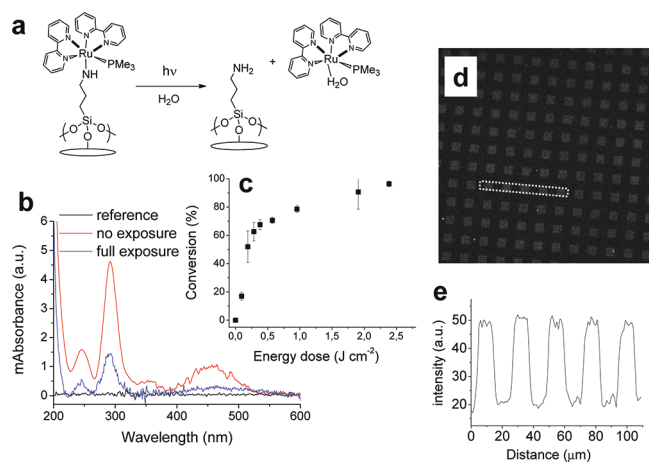 a
N N N N
Ru
PMe3
NH
hν
H2O
NH2
+
N N N N
Ru
PMe3
H2O
Si
O O
O
Si
O O
O
d
b
c
reference
no exposure
full exposure
6
5
4
3
2
1
0
mAbsorbance (a.u.)
200 300 400 500 600
Wavelength (nm)
100
80
60
40
20
0
Conversion (%)
0,0 0,5 1,0 1,5 2,0 2,5
Energy dose (J cm-2)
e
50
40
30
20
intensity (a.u.)
0 20 40 60 80 100
Distance (μm)